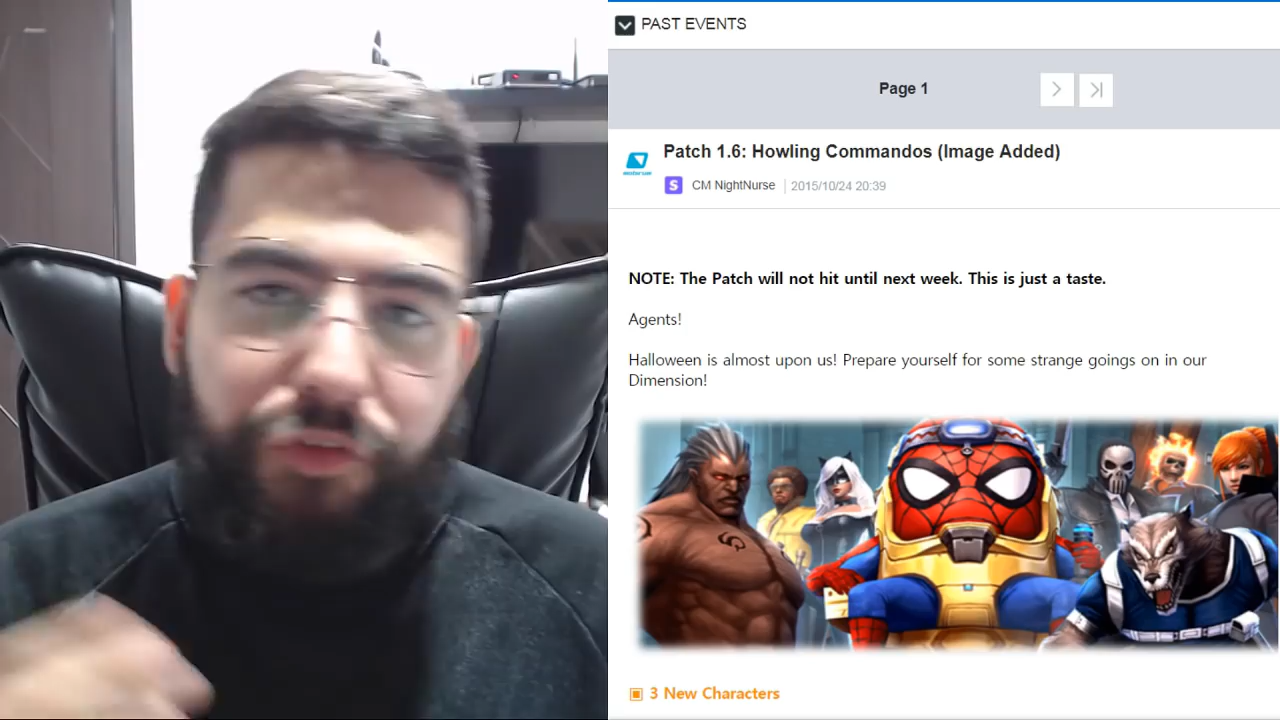 PAST EVENTS
Page 1
Patch 1.6: Howling Commandos (Image Added)
S CM NightNurse 2015/10/24 20:39
NOTE: The Patch will not hit until next week. This is just a taste.
Agents!
Halloween is almost upon us! Prepare yourself for some strange goings on in our
Dimension!
3 New Characters